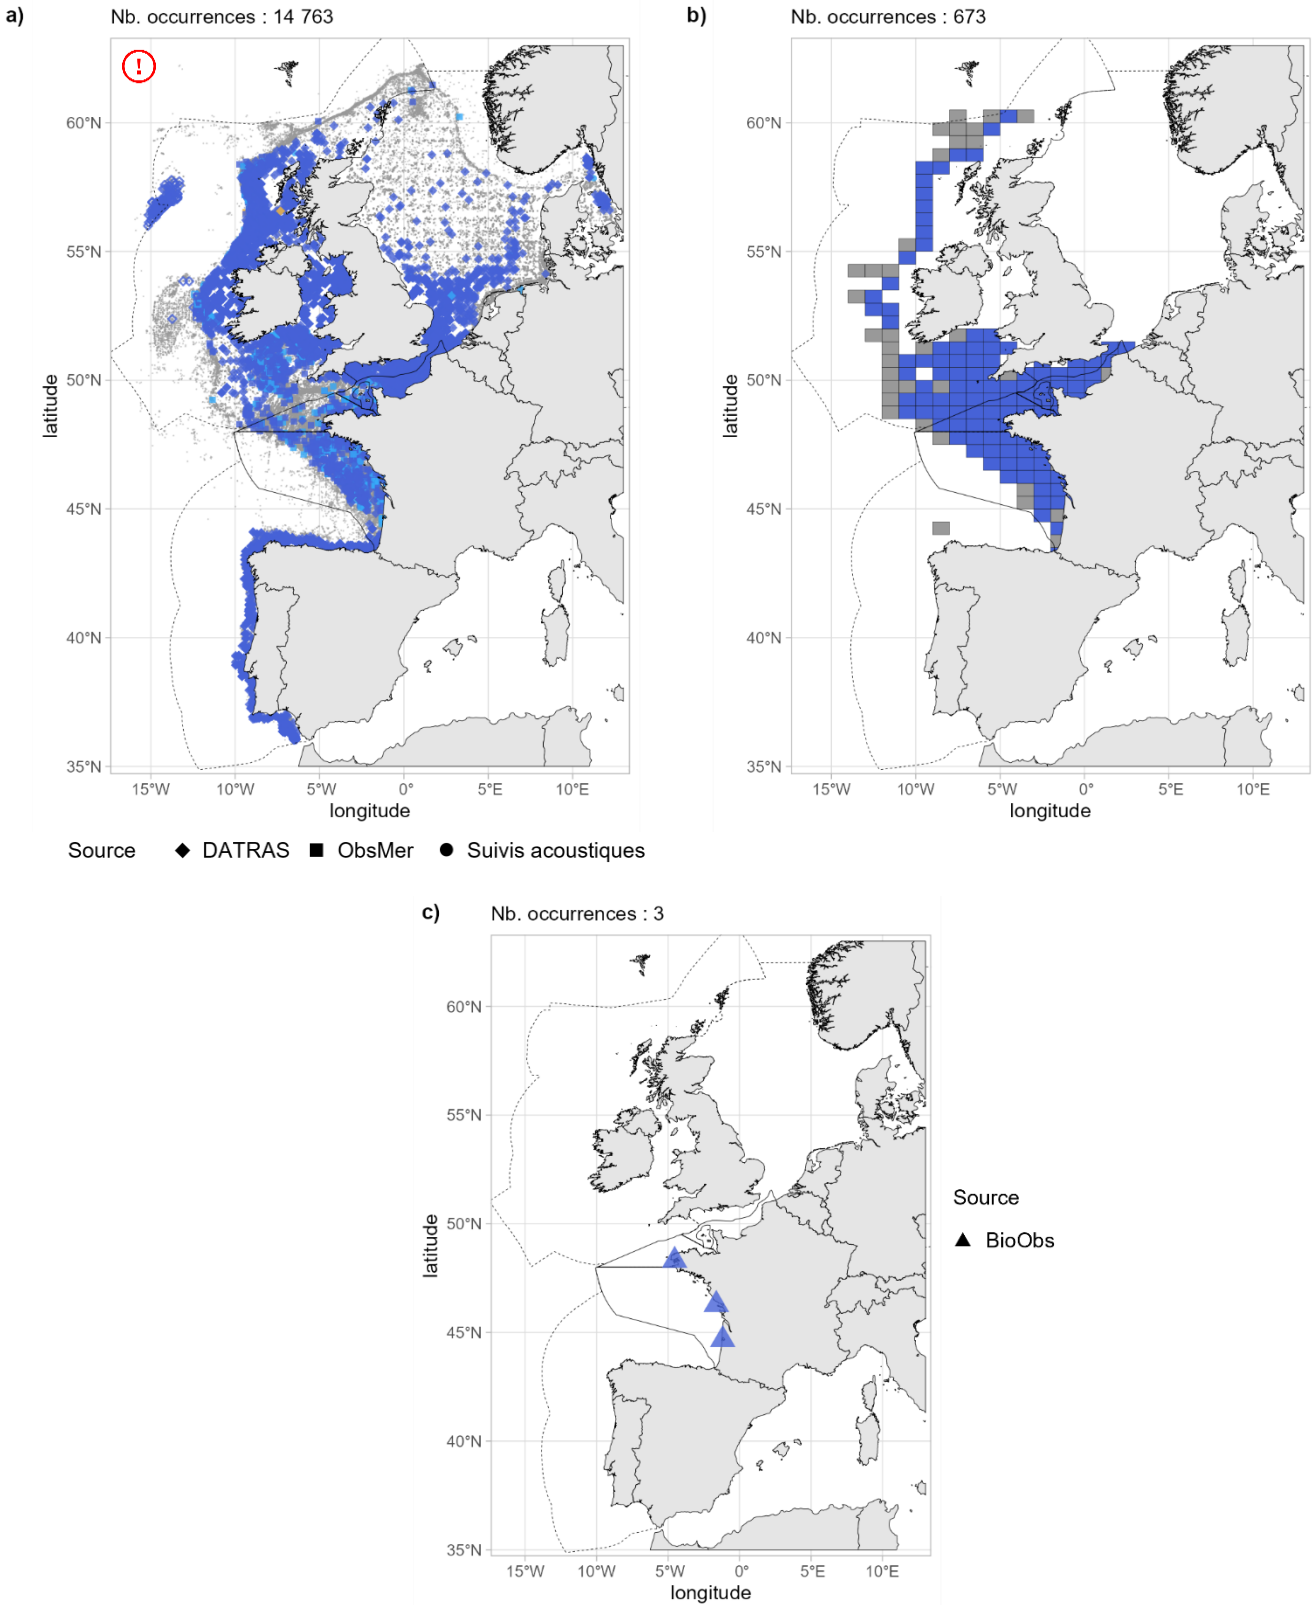 a)
Nb. occurrences : 14 763
!
60°N
55°N
50°N
45°N
40°N
35°N
latitude
15°W 10°W 5°W 0° 5°E 10°E
longitude
Source DATRAS ObsMer Suivis acoustiques
b)
Nb. occurrences : 673
60°N
55°N
50°N
45°N
40°N
35°N
latitude
15°W 10°W 5°W 0° 5°E 10°E
longitude
c)
Nb. occurrences : 3
60°N
55°N
50°N
45°N
40°N
35°N
latitude
15°W 10°W 5°W 0° 5°E 10°E
longitude
Source
BioObs